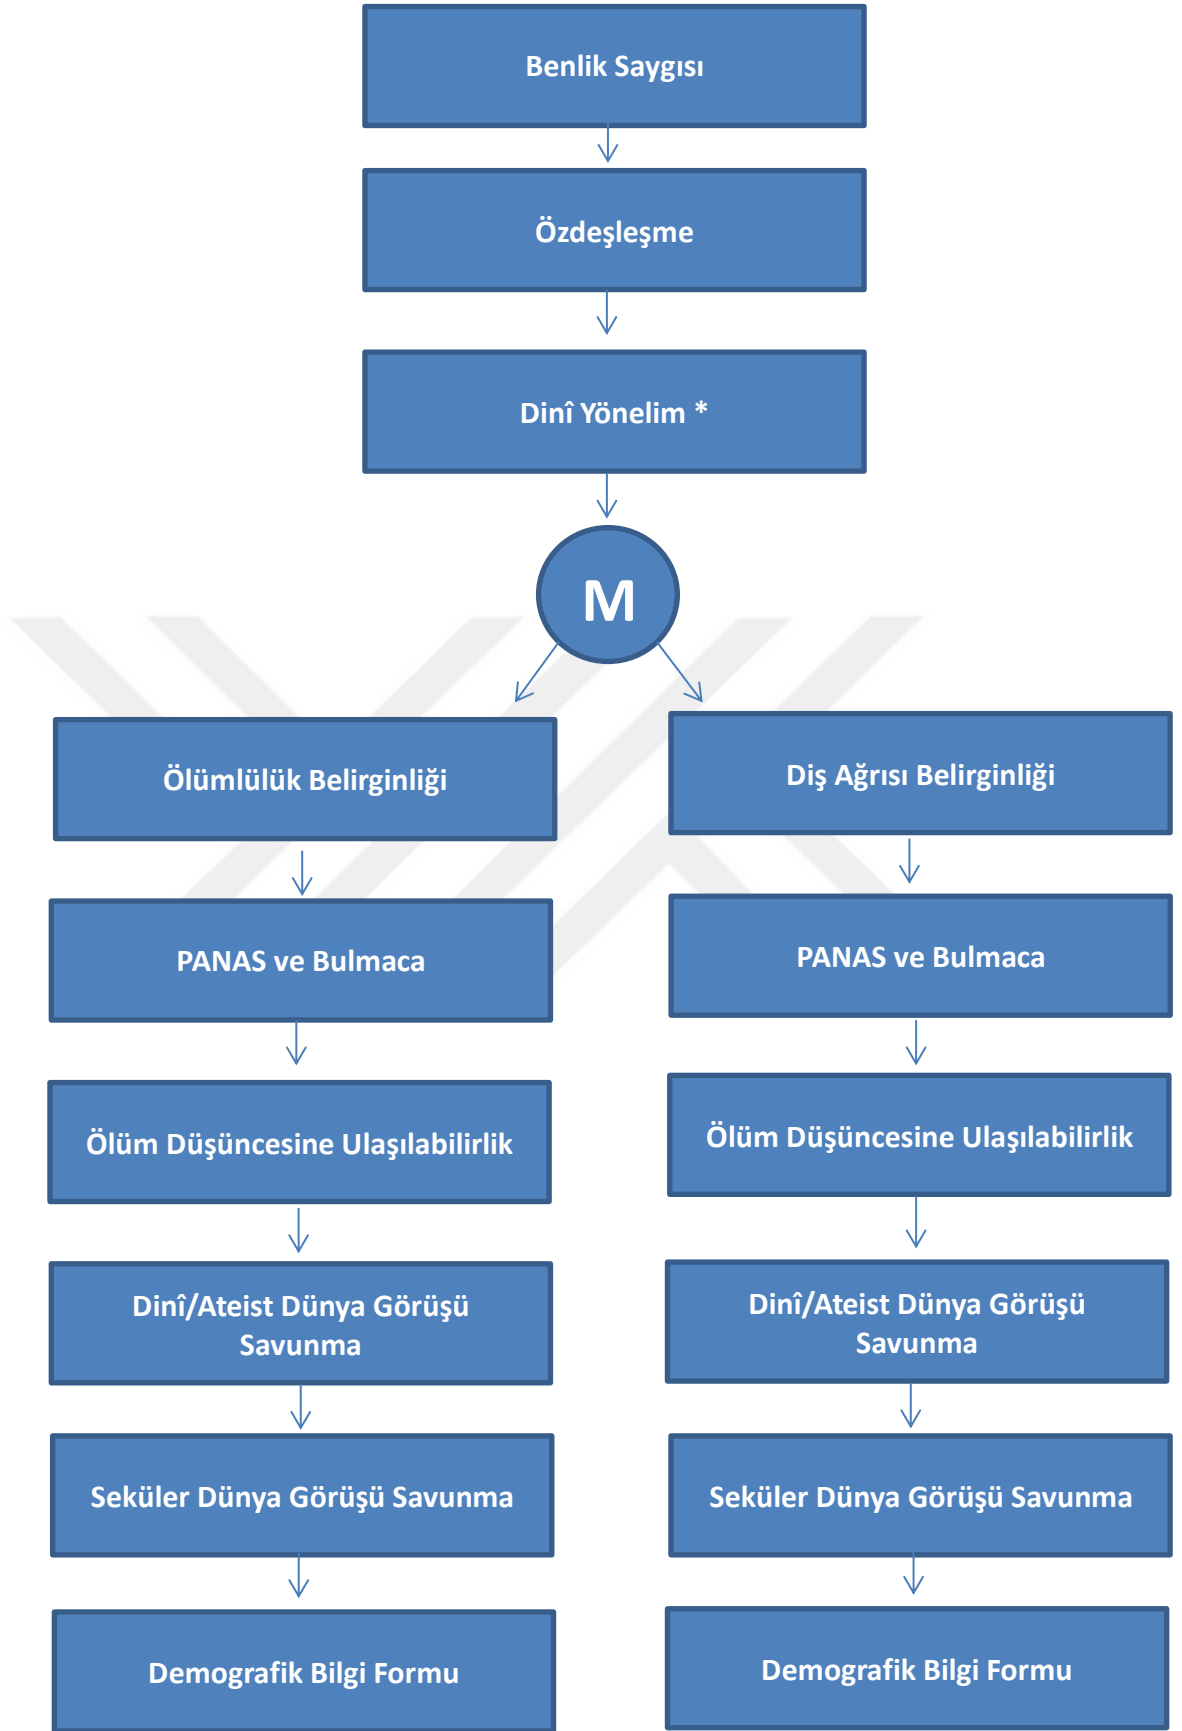 Benlik Saygısı
Özdeşleşme
Dinî Yönelim *
M
Ölümlülük Belirginliği
Diş Ağrısı Belirginliği
PANAS ve Bulmaca
PANAS ve Bulmaca
Ölüm Düşüncesine Ulaşılabilirlik
Ölüm Düşüncesine Ulaşılabilirlik
Dinî/Ateist Dünya Görüşü
Savunma
Dinî/Ateist Dünya Görüşü
Savunma
Seküler Dünya Görüşü Savunma
Seküler Dünya Görüşü Savunma
Demografik Bilgi Formu
Demografik Bilgi Formu